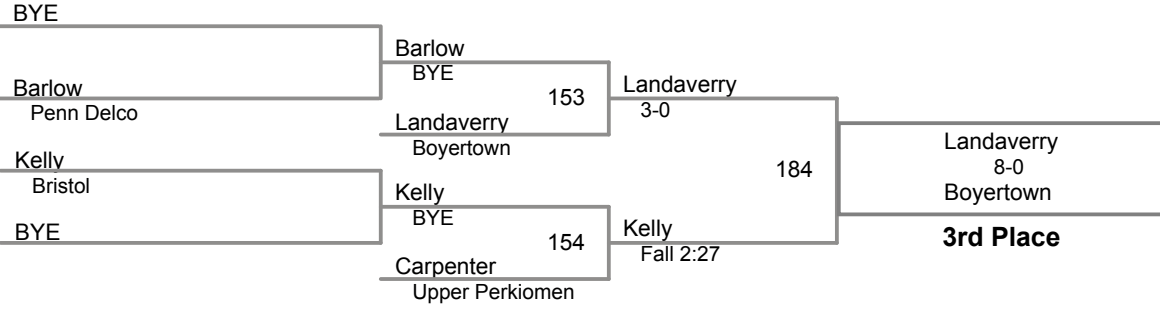 BYE
Barlow
Penn Delco
Kelly
Bristol
BYE
Barlow
BYE
153
Landaverry
Boyertown
Kelly
BYE
154
Carpenter
Upper Perkiomen
Landaverry
3-0
184
Kelly
Fall 2:27
Landaverry
8-0
Boyertown
3rd Place